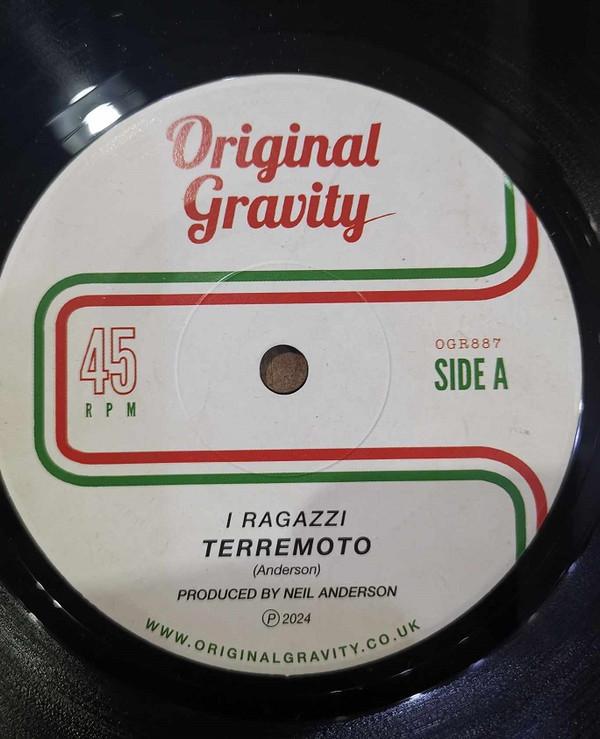 Original
Gravity
45
RPM
OGR887
SIDE A
I RAGAZZI
TERREMOTO
(Anderson)
PRODUCED BY NEIL ANDERSON
℗ 2024
WWW.ORIGINALGRAVITY.CO.UK